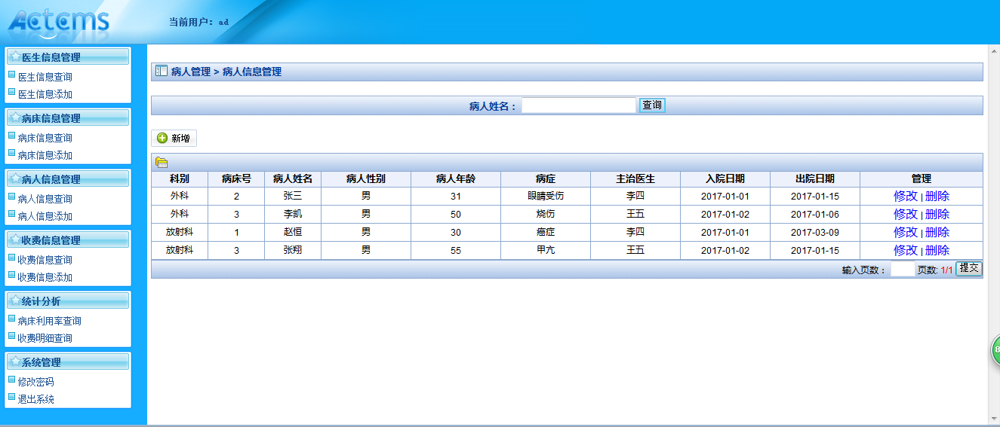 Aetcms
当前用户：ad
医生信息管理
医生信息查询
医生信息添加
病床信息管理
病床信息查询
病床信息添加
病人信息管理
病人信息查询
病人信息添加
收费信息管理
收费信息查询
收费信息添加
统计分析
病床利用率查询
收费明细查询
系统管理
修改密码
退出系统
病人管理 > 病人信息管理
病人姓名： 查询
新增
科别 病床号 病人姓名 病人性别 病人年龄 病症 主治医生 入院日期 出院日期 管理
外科 2 张三 男 31 眼睛受伤 李四 2017-01-01 2017-01-15 修改 | 删除
外科 3 李凯 男 50 烧伤 王五 2017-01-02 2017-01-06 修改 | 删除
放射科 1 赵恒 男 30 癌症 李四 2017-01-01 2017-03-09 修改 | 删除
放射科 3 张翔 男 55 甲亢 王五 2017-01-02 2017-01-15 修改 | 删除
输入页数： 页数: 1/1 提交
8